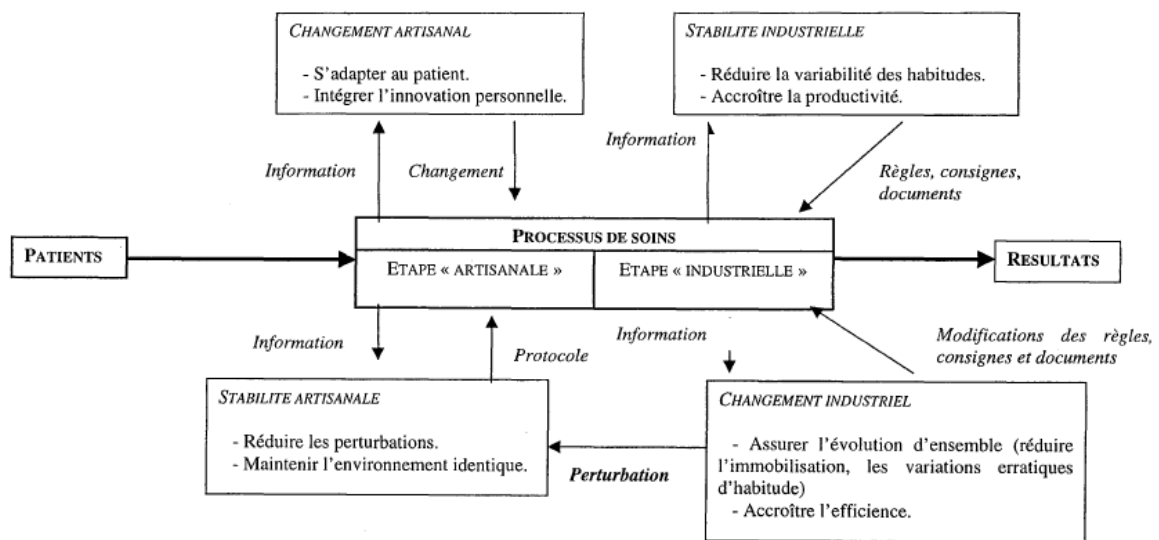 CHANGEMENT ARTISANAL
- S’adapter au patient.
- Intégrer l’innovation personnelle.
STABILITE INDUSTRIELLE
- Réduire la variabilité des habitudes.
- Accroître la productivité.
Information
Changement
Information
Règles, consignes,
documents
PATIENTS
PROCESSUS DE SOINS
ETAPE « ARTISANALE »
ETAPE « INDUSTRIELLE »
RESULTATS
Information
Protocole
Information
Modifications des règles,
consignes et documents
STABILITE ARTISANALE
- Réduire les perturbations.
- Maintenir l’environnement identique.
Perturbation
CHANGEMENT INDUSTRIEL
- Assurer l’évolution d’ensemble (réduire
l’immobilisation, les variations erratiques
d’habitude)
- Accroître l’efficience.